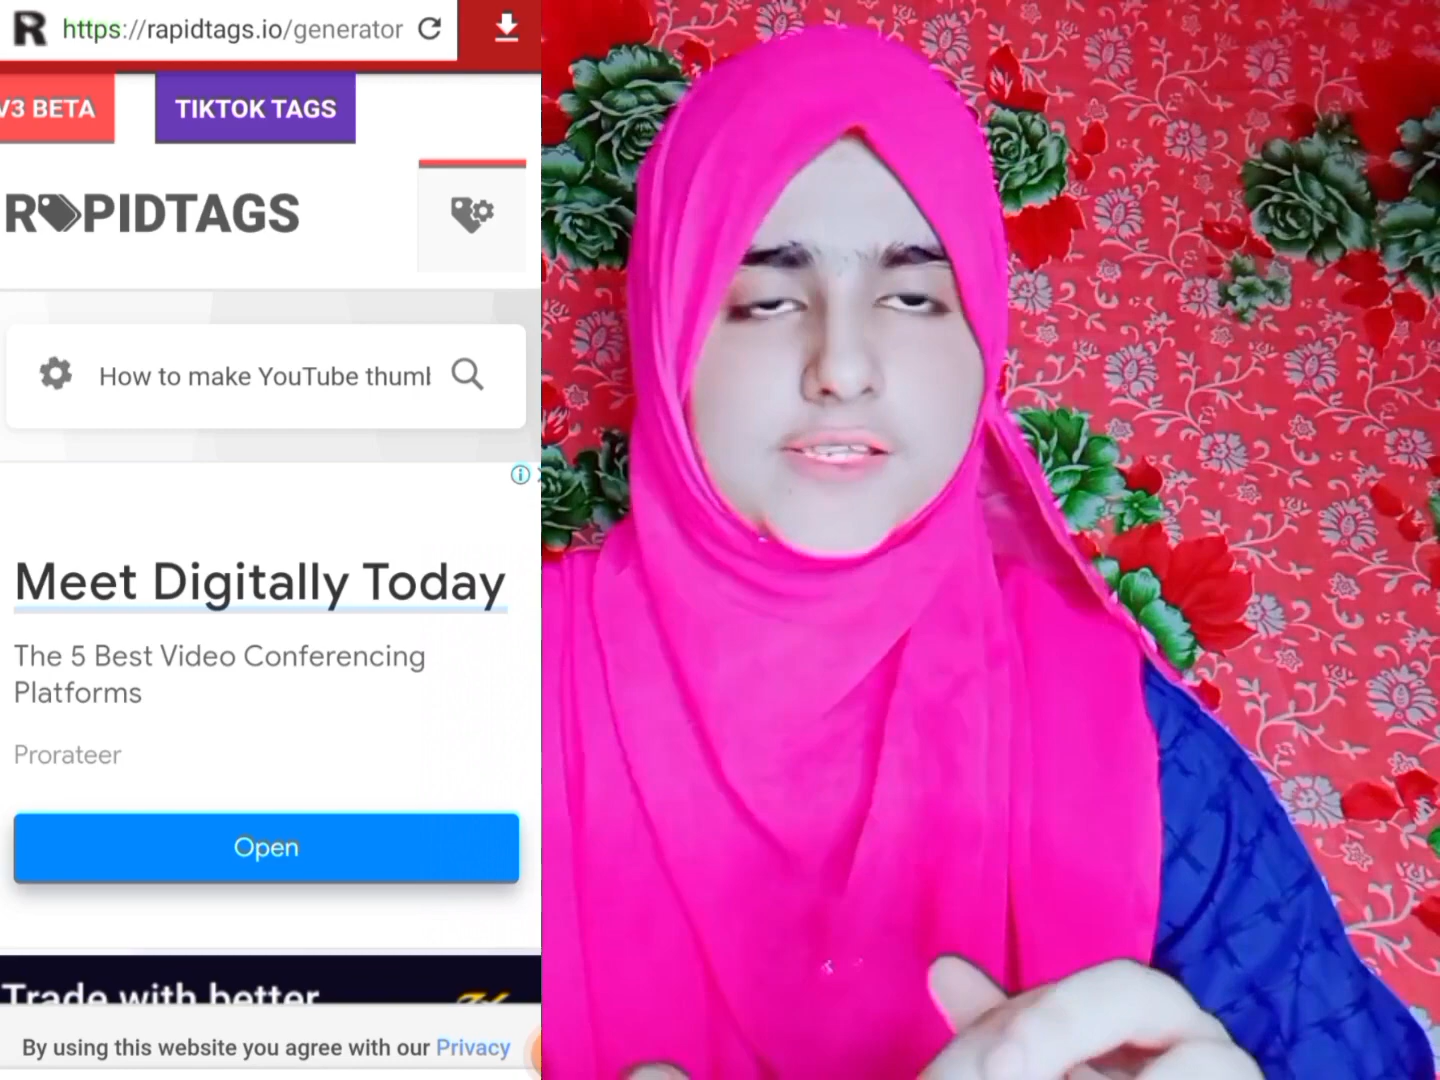 https://rapidtags.io/generator
V3 BETA
TIKTOK TAGS
RAPIDTAGS
How to make YouTube thuml
Meet Digitally Today
The 5 Best Video Conferencing
Platforms
Prorateer
Open
Trade with better
By using this website you agree with our Privacy